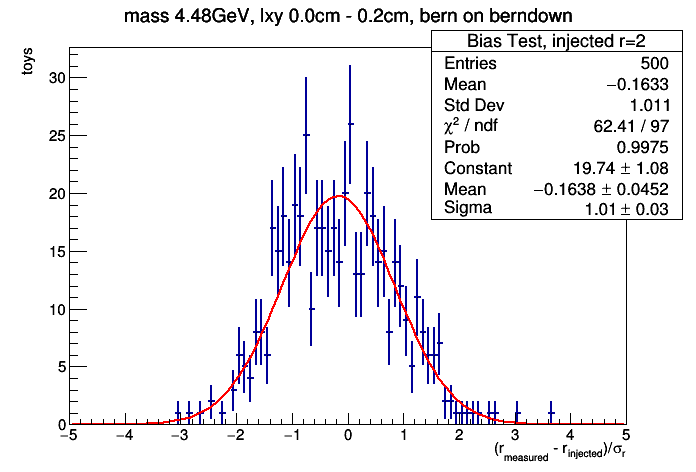 mass 4.48GeV, lxy 0.0cm - 0.2cm, bern on berndown
toys
Bias Test, injected r=2
Entries 500
Mean −0.1633
Std Dev 1.011
χ² / ndf 62.41 / 97
Prob 0.9975
Constant 19.74 ± 1.08
Mean −0.1638 ± 0.0452
Sigma 1.01 ± 0.03
30
25
20
15
10
5
0
−5 −4 −3 −2 −1 0 1 2 3 4 5
(r_measured - r_injected)/σ_r